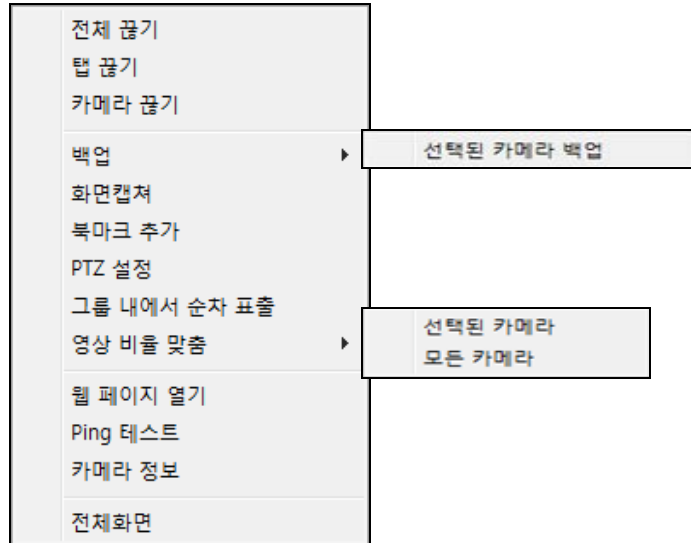 전체 끊기
탭 끊기
카메라 끊기
백업
선택된 카메라 백업
화면캡쳐
북마크 추가
PTZ 설정
그룹 내에서 순차 표출
영상 비율 맞춤
선택된 카메라
모든 카메라
웹 페이지 열기
Ping 테스트
카메라 정보
전체화면